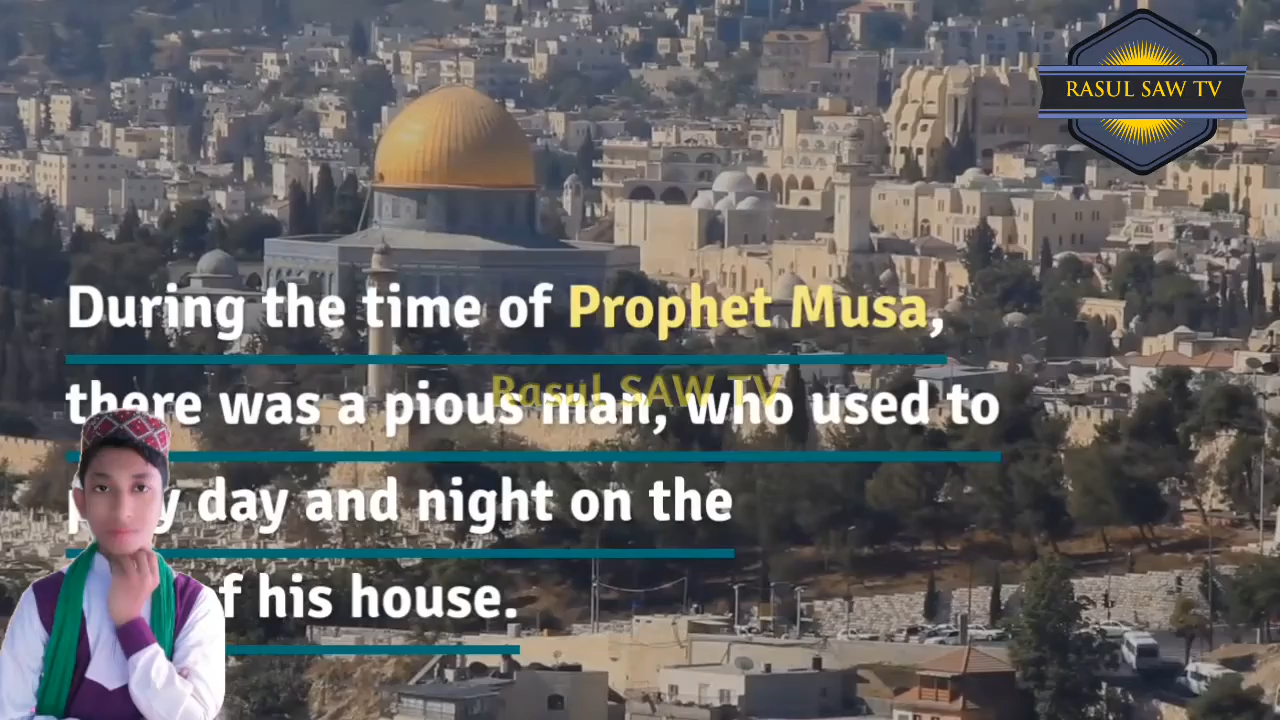 RASUL SAW TV
During the time of Prophet Musa,
Rasul SAW TV
there was a pious man, who used to
day and night on the
of his house.